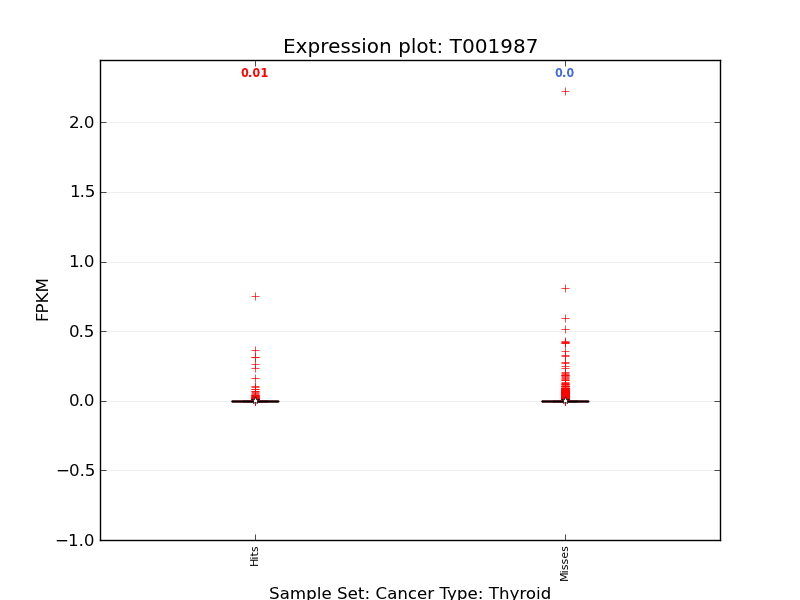 Expression plot: T001987
0.01
0.0
2.0
1.5
1.0
0.5
0.0
−0.5
−1.0
FPKM
Hits
Misses
Sample Set: Cancer Type: Thyroid